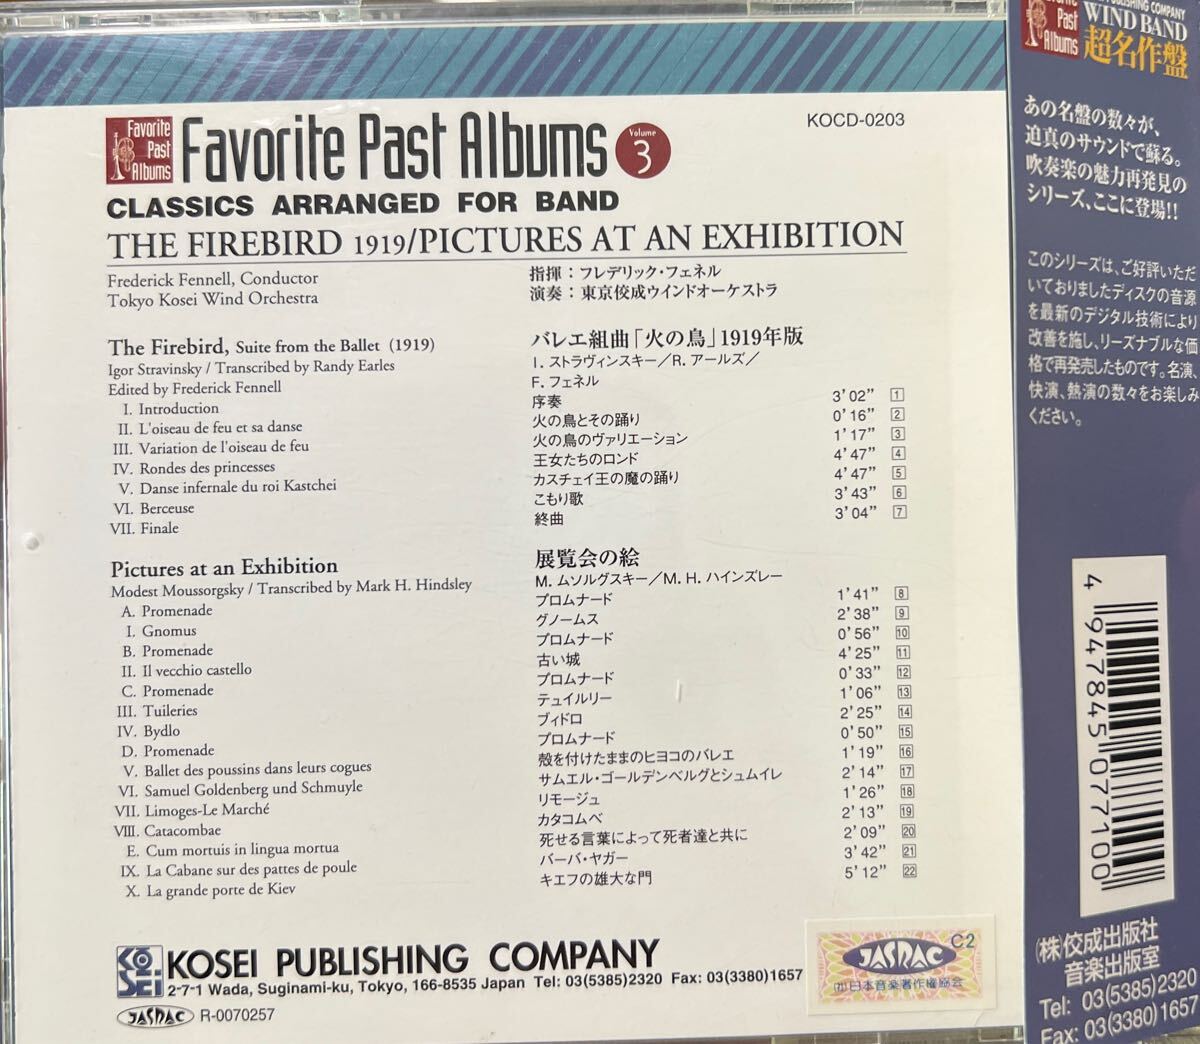 Favorite
Past
Albums
Favorite Past Albums
Volume
3
KOCD-0203
CLASSICS ARRANGED FOR BAND
THE FIREBIRD 1919/PICTURES AT AN EXHIBITION
Frederick Fennell, Conductor
Tokyo Kosei Wind Orchestra
指揮：フレデリック・フェネル
演奏：東京佼成ウインドオーケストラ
The Firebird, Suite from the Ballet (1919)
Igor Stravinsky / Transcribed by Randy Earles
Edited by Frederick Fennell
バレエ組曲「火の鳥」1919年版
I. ストラヴィンスキー／R. アールズ／
F. フェネル
I. Introduction 序奏 3'02" 1
II. L'oiseau de feu et sa danse 火の鳥とその踊り 0'16" 2
III. Variation de l'oiseau de feu 火の鳥のヴァリエーション 1'17" 3
IV. Rondes des princesses 王女たちのロンド 4'47" 4
V. Danse infernale du roi Kastchei カスチェイ王の魔の踊り 4'47" 5
VI. Berceuse こもり歌 3'43" 6
VII. Finale 終曲 3'04" 7
Pictures at an Exhibition
Modest Moussorgsky / Transcribed by Mark H. Hindsley
展覧会の絵
M. ムソルグスキー／M. H. ハインズレー
A. Promenade プロムナード 1'41" 8
I. Gnomus グノームス 2'38" 9
B. Promenade プロムナード 0'56" 10
II. Il vecchio castello 古い城 4'25" 11
C. Promenade プロムナード 0'33" 12
III. Tuileries テュイルリー 1'06" 13
IV. Bydlo ブィドロ 2'25" 14
D. Promenade プロムナード 0'50" 15
V. Ballet des poussins dans leurs cogues 殻を付けたままのヒヨコのバレエ 1'19" 16
VI. Samuel Goldenberg und Schmuyle サムエル・ゴールデンベルグとシュムイレ 2'14" 17
VII. Limoges-Le Marché リモージュ 1'26" 18
VIII. Catacombae カタコムベ 2'13" 19
E. Cum mortuis in lingua mortua 死せる言葉によって死者達と共に 2'09" 20
IX. La Cabane sur des pattes de poule バーバ・ヤガー 3'42" 21
X. La grande porte de Kiev キエフの雄大な門 5'12" 22
KOSEI
KOSEI PUBLISHING COMPANY
2-7-1 Wada, Suginami-ku, Tokyo, 166-8535 Japan Tel: 03(5385)2320 Fax: 03(3380)1657
JASRAC R-0070257
C2
JASRAC
㈳日本音楽著作権協会
Favorite
Past
Albums
PUBLISHING COMPANY
WIND BAND
超名作盤
あの名盤の数々が、
迫真のサウンドで蘇る。
吹奏楽の魅力再発見の
シリーズ、ここに登場!!
このシリーズは、ご好評いただ
いておりましたディスクの音源
を最新のデジタル技術により
改善を施し、リーズナブルな価
格で再発売したものです。名演、
快演、熱演の数々をお楽しみ
ください。
4 947845 077100
(株)佼成出版社
音楽出版室
Tel: 03(5385)2320
Fax: 03(3380)1657